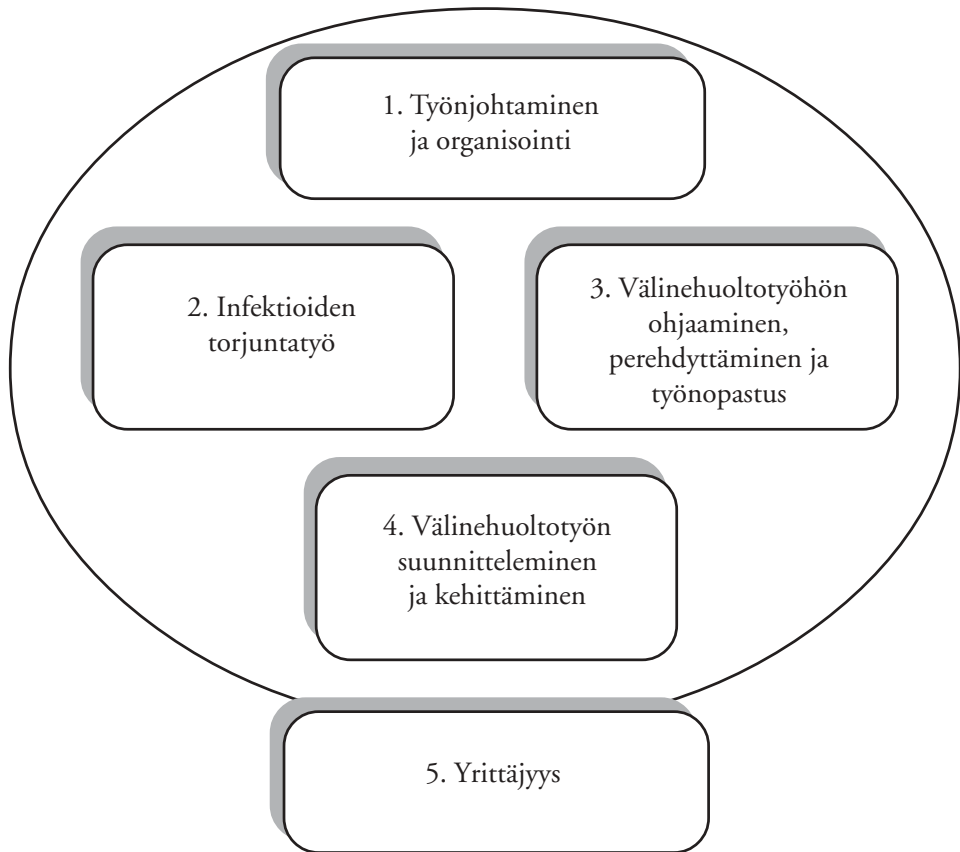 1. Työnjohtaminen
ja organisointi
2. Infektioiden
torjuntatyö
3. Välinehuoltotyöhön
ohjaaminen,
perehdyttäminen ja
työnopastus
4. Välinehuoltotyön
suunnitteleminen
ja kehittäminen
5. Yrittäjyys